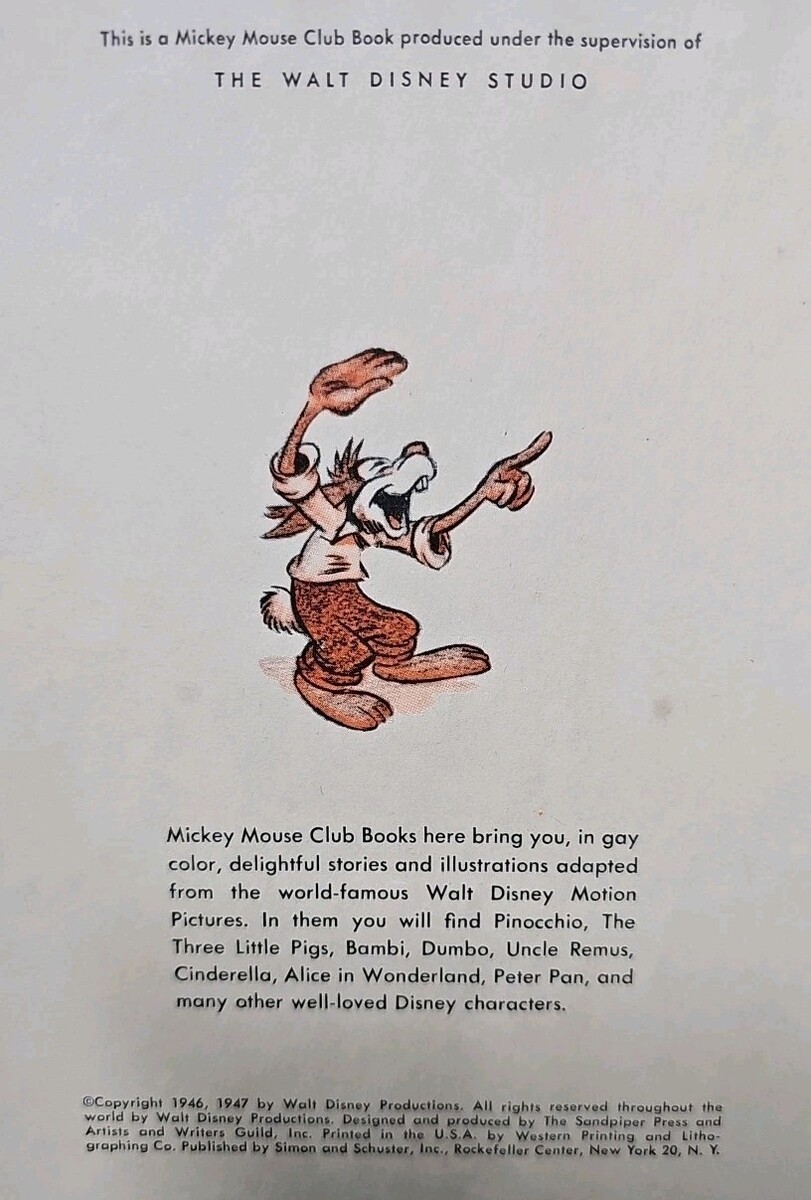 This is a Mickey Mouse Club Book produced under the supervision of
THE WALT DISNEY STUDIO
Mickey Mouse Club Books here bring you, in gay
color, delightful stories and illustrations adapted
from the world-famous Walt Disney Motion
Pictures. In them you will find Pinocchio, The
Three Little Pigs, Bambi, Dumbo, Uncle Remus,
Cinderella, Alice in Wonderland, Peter Pan, and
many other well-loved Disney characters.
©Copyright 1946, 1947 by Walt Disney Productions. All rights reserved throughout the
world by Walt Disney Productions. Designed and produced by The Sandpiper Press and
Artists and Writers Guild, Inc. Printed in the U.S.A. by Western Printing and Litho-
graphing Co. Published by Simon and Schuster, Inc., Rockefeller Center, New York 20, N. Y.